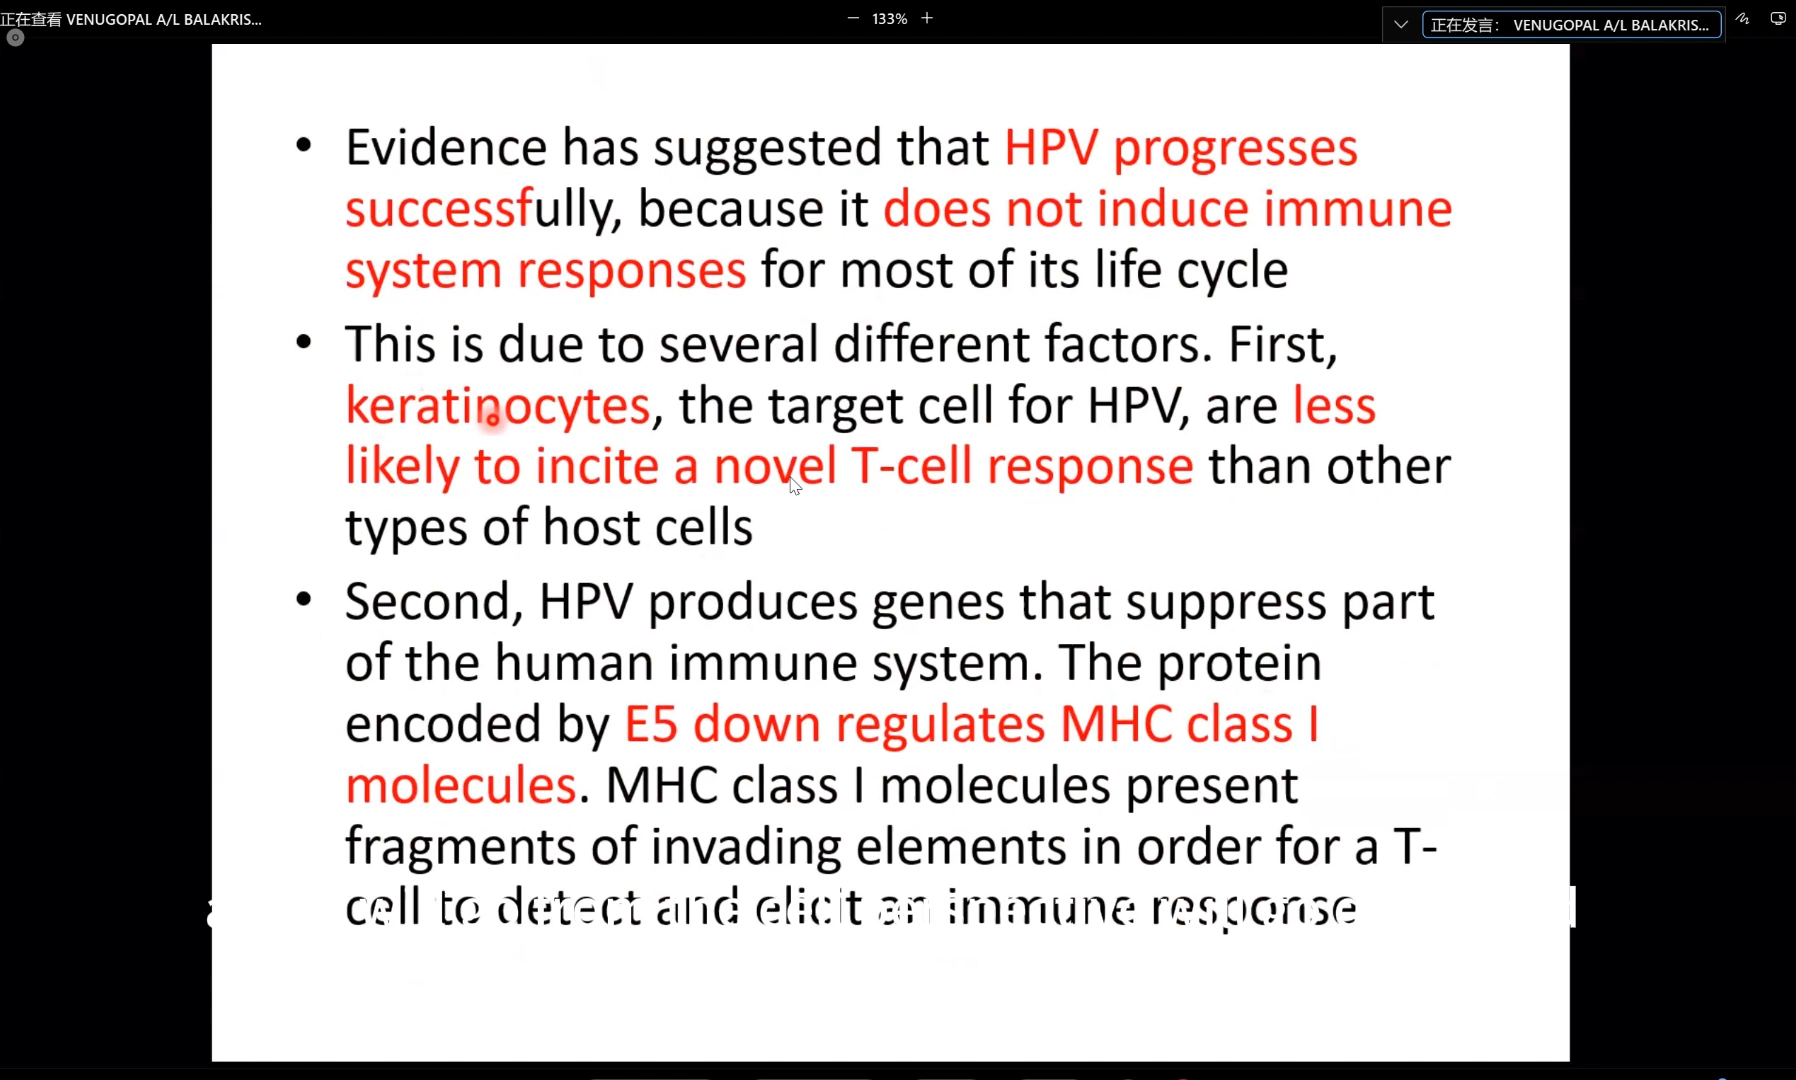 正在查看 VENUGOPAL A/L BALAKRIS...
133%
正在发言: VENUGOPAL A/L BALAKRIS...
• Evidence has suggested that HPV progresses
successfully, because it does not induce immune
system responses for most of its life cycle
• This is due to several different factors. First,
keratinocytes, the target cell for HPV, are less
likely to incite a novel T-cell response than other
types of host cells
• Second, HPV produces genes that suppress part
of the human immune system. The protein
encoded by E5 down regulates MHC class I
molecules. MHC class I molecules present
fragments of invading elements in order for a T-
cell to detect and elicit an immune response